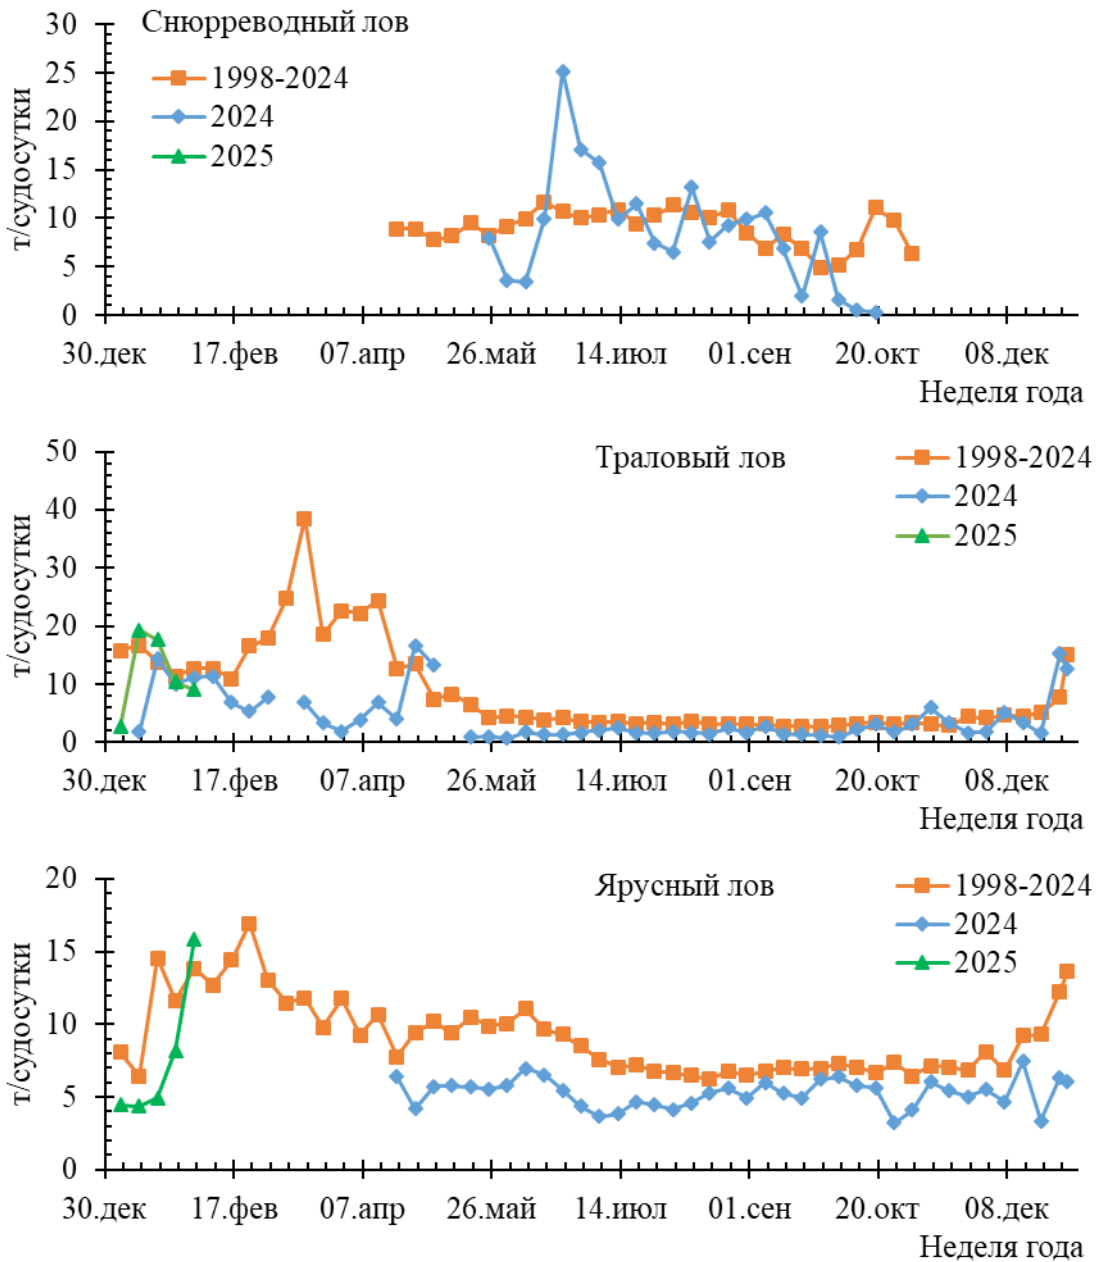 Снюрреводный лов
1998-2024
2024
2025
т/судосутки
30
25
20
15
10
5
0
30.дек 17.фев 07.апр 26.май 14.июл 01.сен 20.окт 08.дек
Неделя года
Траловый лов
1998-2024
2024
2025
т/судосутки
50
40
30
20
10
0
30.дек 17.фев 07.апр 26.май 14.июл 01.сен 20.окт 08.дек
Неделя года
Ярусный лов
1998-2024
2024
2025
т/судосутки
20
15
10
5
0
30.дек 17.фев 07.апр 26.май 14.июл 01.сен 20.окт 08.дек
Неделя года